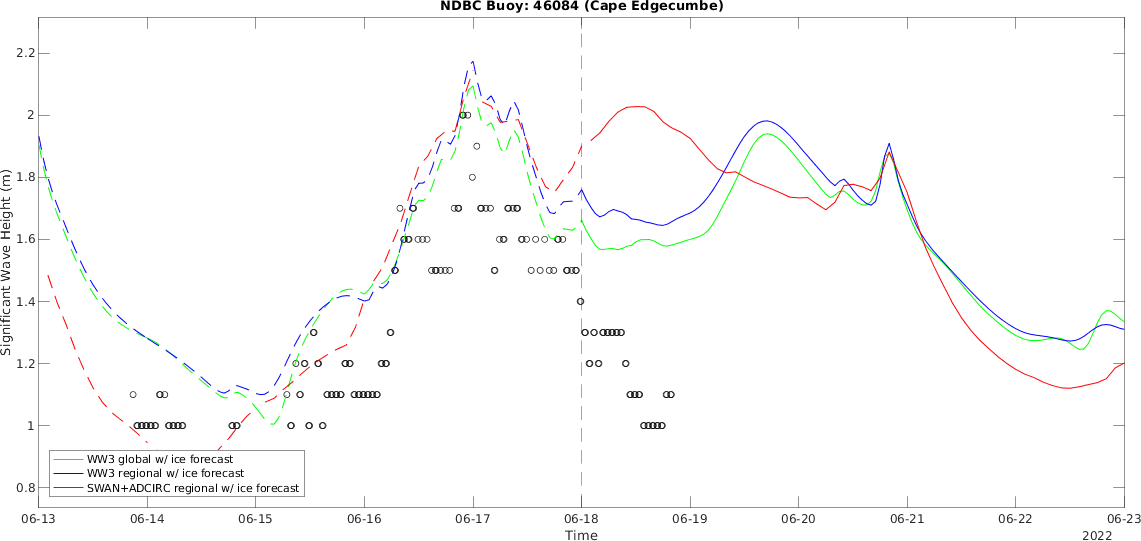 NDBC Buoy: 46084 (Cape Edgecumbe)
Significant Wave Height (m)
2.2
2
1.8
1.6
1.4
1.2
1
0.8
WW3 global w/ ice forecast
WW3 regional w/ ice forecast
SWAN+ADCIRC regional w/ ice forecast
06-13 06-14 06-15 06-16 06-17 06-18 06-19 06-20 06-21 06-22 06-23
Time
2022